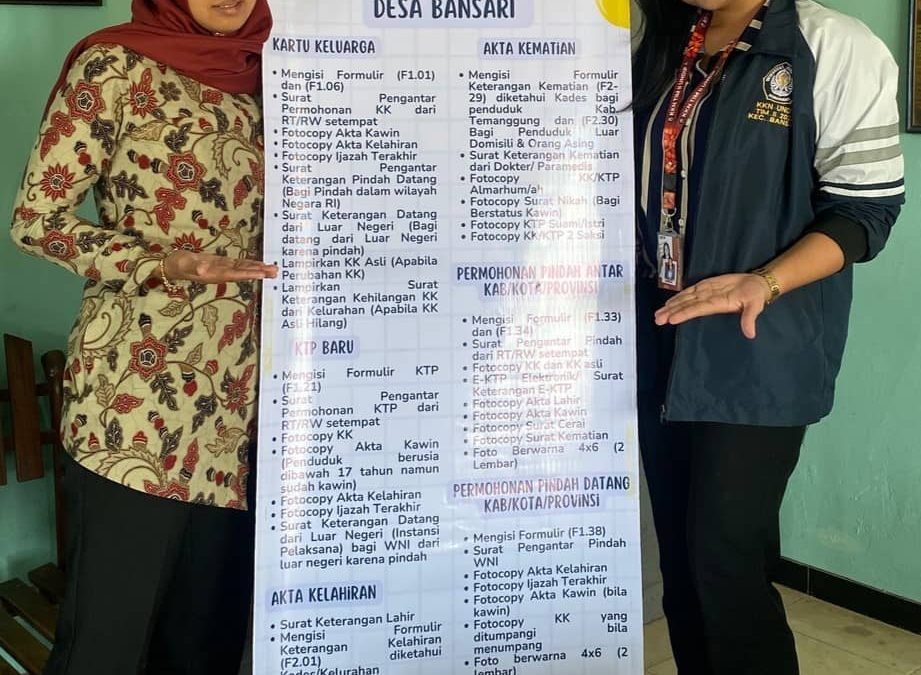 DESA BANSARI
KARTU KELUARGA
• Mengisi Formulir (F1.01)
dan (F1.06)
• Surat Pengantar
Permohonan KK dari
RT/RW setempat
• Fotocopy Akta Kawin
• Fotocopy Akta Kelahiran
• Fotocopy Ijazah Terakhir
• Surat Pengantar
Keterangan Pindah Datang
(Bagi Pindah dalam wilayah
Negara RI)
• Surat Keterangan Datang
dari Luar Negeri (Bagi
datang dari Luar Negeri
karena pindah)
• Lampirkan KK Asli (Apabila
Perubahan KK)
• Lampirkan Surat
Keterangan Kehilangan KK
dari Kelurahan (Apabila KK
Asli Hilang)
KTP BARU
• Mengisi Formulir KTP
(F1.21)
• Surat Pengantar
Permohonan KTP dari
RT/RW setempat
• Fotocopy KK
• Fotocopy Akta Kawin
(Penduduk berusia
dibawah 17 tahun namun
sudah kawin)
• Fotocopy Akta Kelahiran
• Fotocopy Ijazah Terakhir
• Surat Keterangan Datang
dari Luar Negeri (Instansi
Pelaksana) bagi WNI dari
luar negeri karena pindah
AKTA KELAHIRAN
• Surat Keterangan Lahir
• Mengisi Formulir
Keterangan Kelahiran
(F2.01) diketahui
Kades/Kelurahan
AKTA KEMATIAN
• Mengisi Formulir
Keterangan Kematian (F2-
29) diketahui Kades bagi
penduduk Kab.
Temanggung dan (F2.30)
Bagi Penduduk Luar
Domisili & Orang Asing
• Surat Keterangan Kematian
dari Dokter/ Paramedis
• Fotocopy KK/KTP
Almarhum/ah
• Fotocopy Surat Nikah (Bagi
Berstatus Kawin)
• Fotocopy KTP Suami/Istri
• Fotocopy KK/KTP 2 Saksi
PERMOHONAN PINDAH ANTAR
KAB/KOTA/PROVINSI
• Mengisi Formulir (F1.33)
dan (F1.34)
• Surat Pengantar Pindah
dari RT/RW setempat
• Fotocopy KK dan KK asli
• E-KTP Elektronik/ Surat
Keterangan E-KTP
• Fotocopy Akta Lahir
• Fotocopy Akta Kawin
• Fotocopy Surat Cerai
• Fotocopy Surat Kematian
• Foto Berwarna 4x6 (2
Lembar)
PERMOHONAN PINDAH DATANG
KAB/KOTA/PROVINSI
• Mengisi Formulir (F1.38)
• Surat Pengantar Pindah
WNI
• Fotocopy Akta Kelahiran
• Fotocopy Ijazah Terakhir
• Fotocopy Akta Kawin (bila
kawin)
• Fotocopy KK yang
ditumpangi bila
menumpang
• Foto berwarna 4x6 (2
lembar)
KKN
TIM II
KEC.